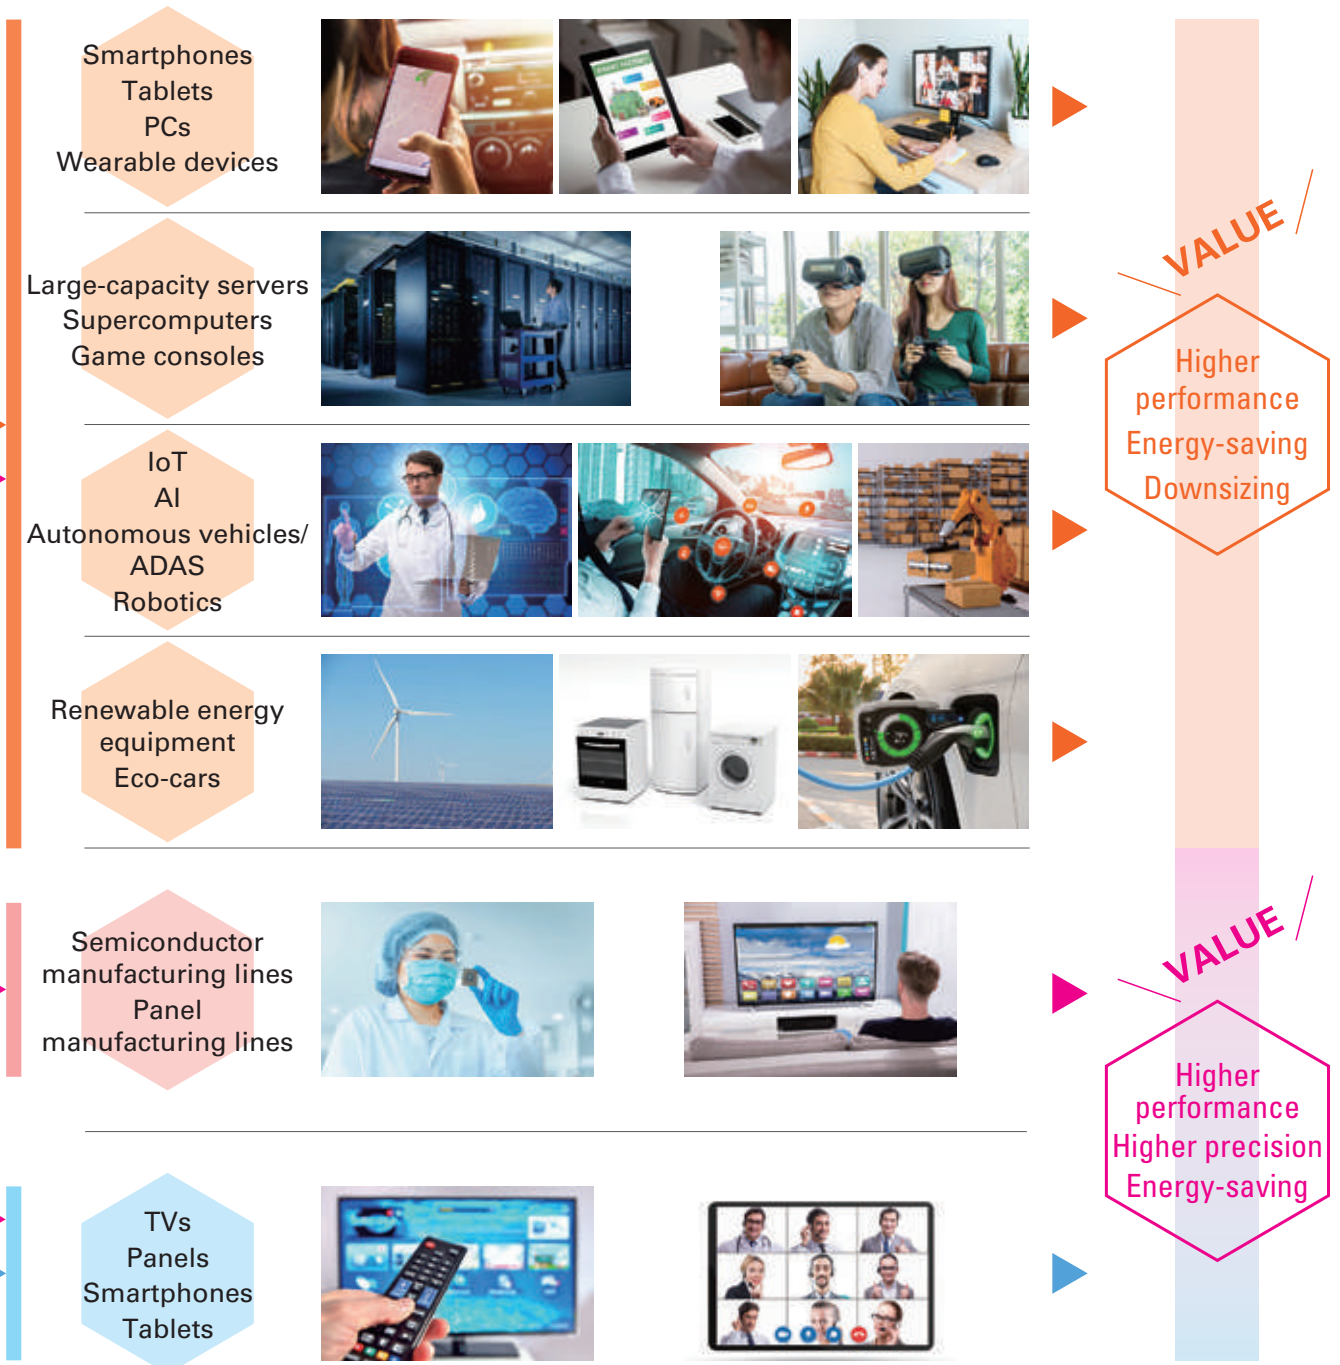 Smartphones
Tablets
PCs
Wearable devices
Large-capacity servers
Supercomputers
Game consoles
IoT
AI
Autonomous vehicles/
ADAS
Robotics
Renewable energy
equipment
Eco-cars
VALUE
Higher
performance
Energy-saving
Downsizing
Semiconductor
manufacturing lines
Panel
manufacturing lines
TVs
Panels
Smartphones
Tablets
VALUE
Higher
performance
Higher precision
Energy-saving